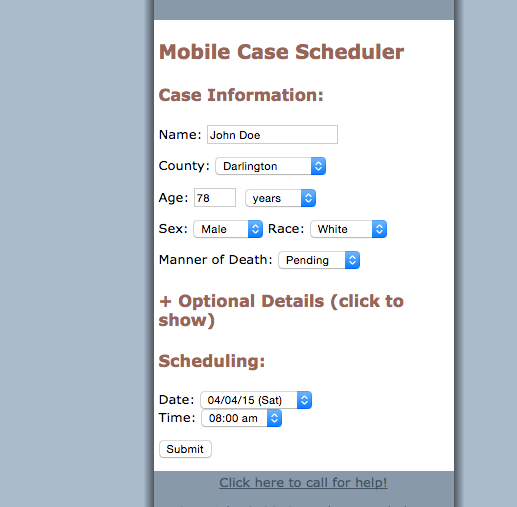 Mobile Case Scheduler
Case Information:
Name: John Doe
County: Darlington
Age: 78 years
Sex: Male Race: White
Manner of Death: Pending
+ Optional Details (click to
show)
Scheduling:
Date: 04/04/15 (Sat)
Time: 08:00 am
Submit
Click here to call for help!